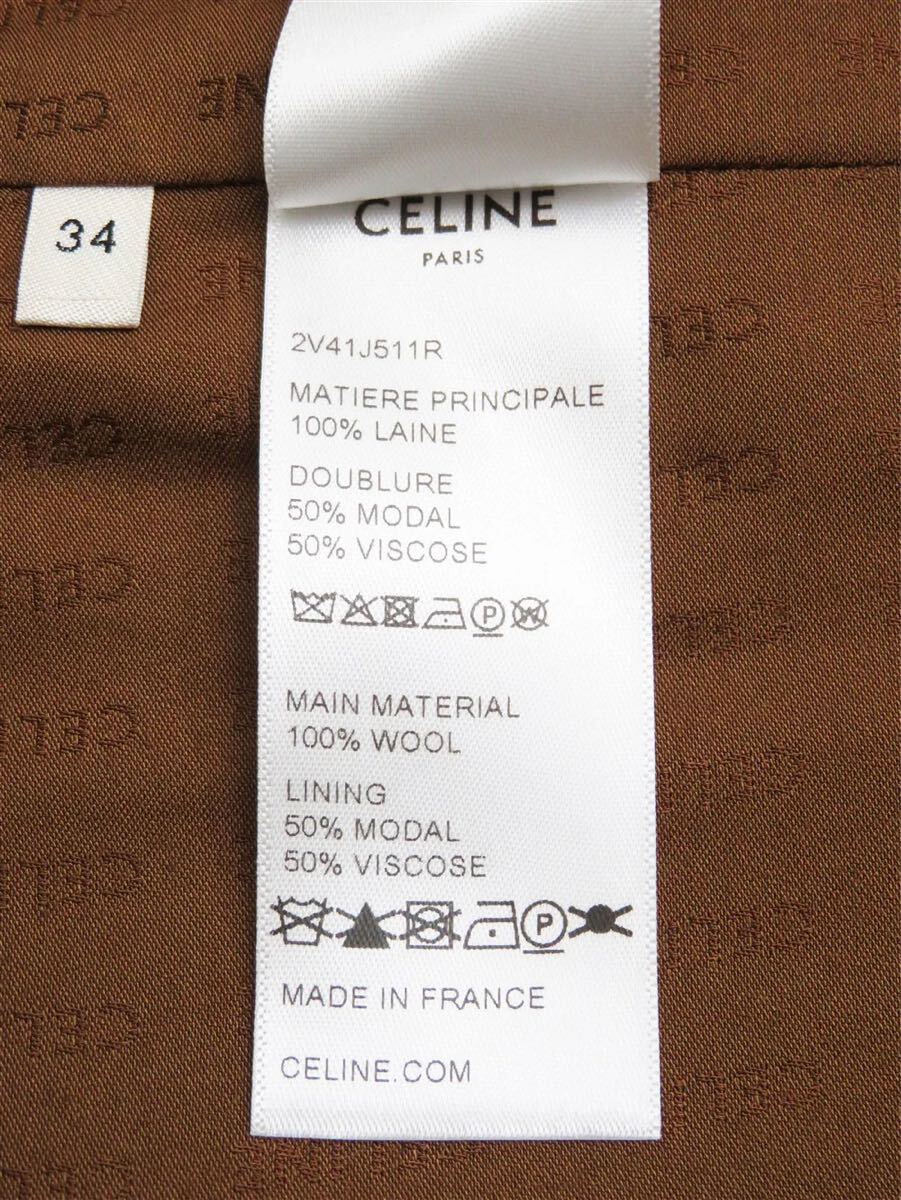 34
CELINE
PARIS
2V41J511R
MATIERE PRINCIPALE
100% LAINE
DOUBLURE
50% MODAL
50% VISCOSE
P W
MAIN MATERIAL
100% WOOL
LINING
50% MODAL
50% VISCOSE
P
MADE IN FRANCE
CELINE.COM